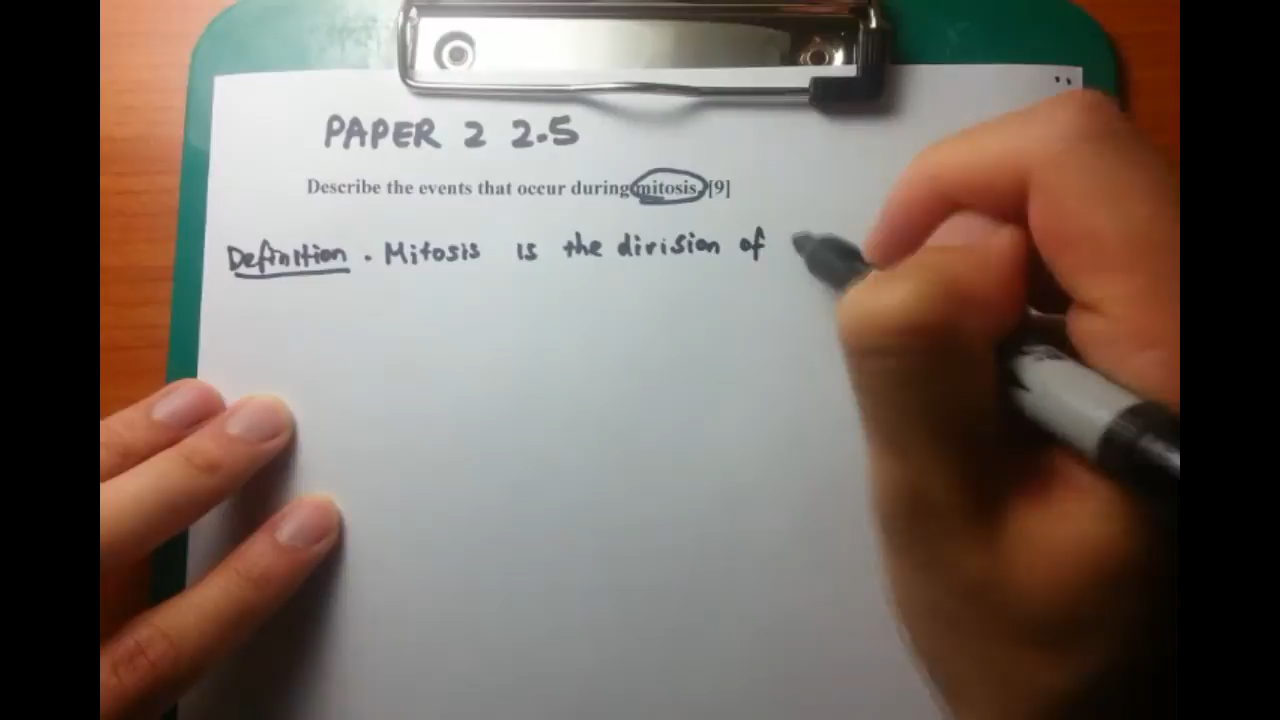 PAPER 2 2.5
Describe the events that occur during mitosis. [9]
Definition . Mitosis is the division of